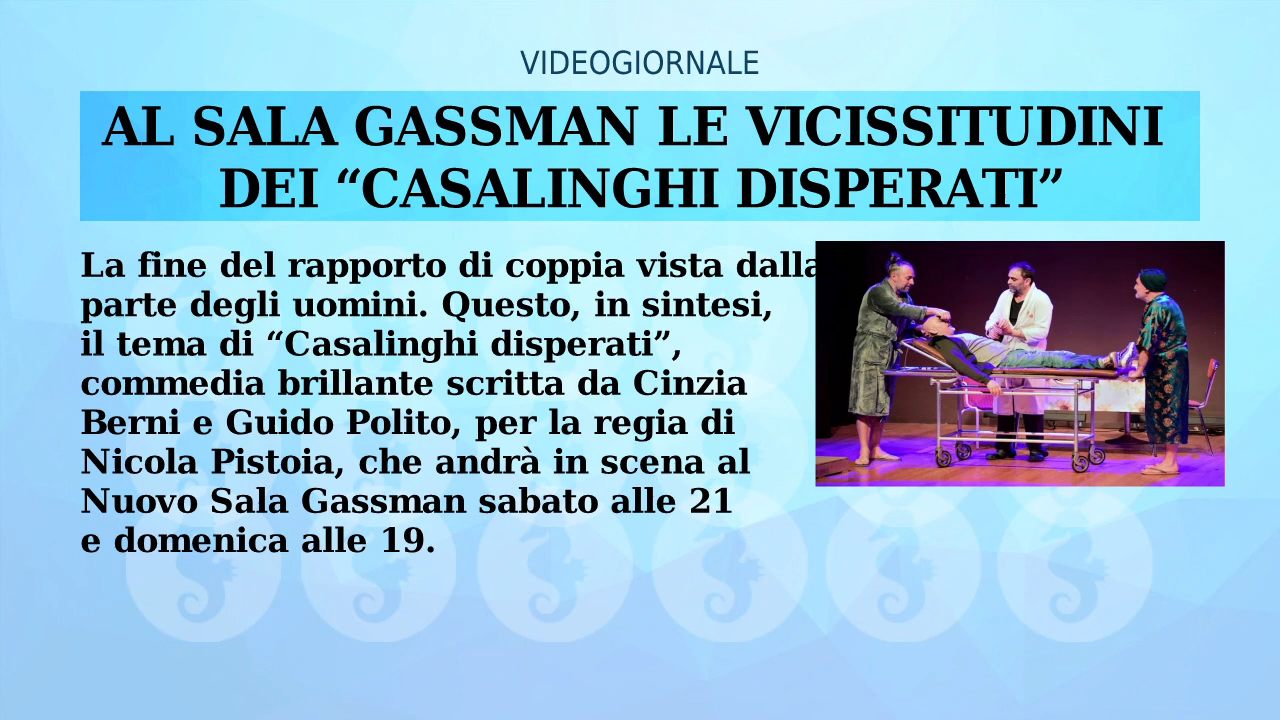 VIDEOGIORNALE
AL SALA GASSMAN LE VICISSITUDINI
DEI “CASALINGHI DISPERATI”
La fine del rapporto di coppia vista dalla
parte degli uomini. Questo, in sintesi,
il tema di “Casalinghi disperati”,
commedia brillante scritta da Cinzia
Berni e Guido Polito, per la regia di
Nicola Pistoia, che andrà in scena al
Nuovo Sala Gassman sabato alle 21
e domenica alle 19.